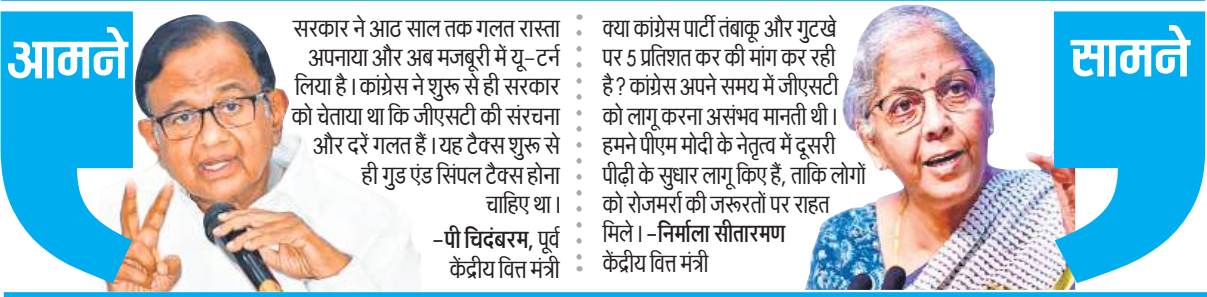 आमने
सरकार ने आठ साल तक गलत रास्ता
अपनाया और अब मजबूरी में यू-टर्न
लिया है। कांग्रेस ने शुरू से ही सरकार
को चेताया था कि जीएसटी की संरचना
और दरें गलत हैं। यह टैक्स शुरू से
ही गुड एंड सिंपल टैक्स होना
चाहिए था।
-पी चिदंबरम, पूर्व
केंद्रीय वित्त मंत्री
क्या कांग्रेस पार्टी तंबाकू और गुटखे
पर 5 प्रतिशत कर की मांग कर रही
है? कांग्रेस अपने समय में जीएसटी
को लागू करना असंभव मानती थी।
हमने पीएम मोदी के नेतृत्व में दूसरी
पीढ़ी के सुधार लागू किए हैं, ताकि लोगों
को रोजमर्रा की जरूरतों पर राहत
मिले। -निर्माला सीतारमण
केंद्रीय वित्त मंत्री
सामने